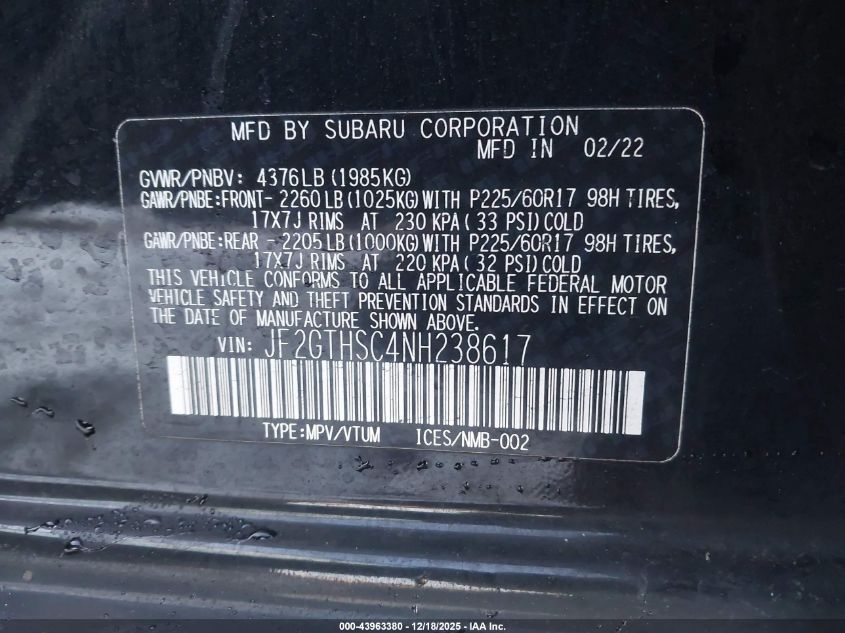 MFD BY SUBARU CORPORATION
MFD IN 02/22
GVWR/PNBV: 4376LB (1985KG)
GAWR/PNBE:FRONT- 2260LB (1025KG) WITH P225/60R17 98H TIRES,
17X7J RIMS AT 230 KPA( 33 PSI) COLD
GAWR/PNBE:REAR - 2205LB (1000KG) WITH P225/60R17 98H TIRES,
17X7J RIMS AT 220 KPA( 32 PSI) COLD
THIS VEHICLE CONFORMS TO ALL APPLICABLE FEDERAL MOTOR
VEHICLE SAFETY AND THEFT PREVENTION STANDARDS IN EFFECT ON
THE DATE OF MANUFACTURE SHOWN ABOVE.
VIN: JF2GTHSC4NH238617
TYPE:MPV/VTUM ICES/NMB-002
000-43963380 - 12/18/2025 - IAA Inc.